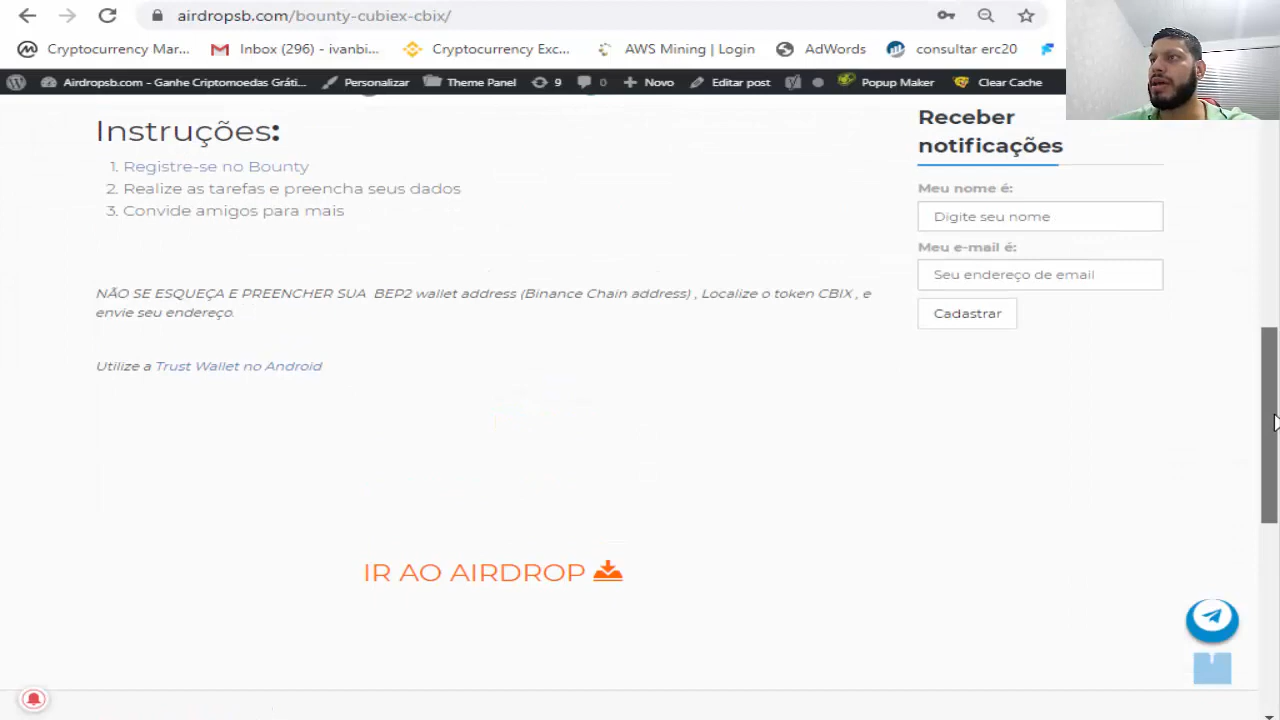 airdropsb.com/bounty-cubiex-cbix/
Cryptocurrency Mar... Inbox (296) - ivanbi... Cryptocurrency Exc... AWS Mining | Login AdWords consultar erc20
Airdropsb.com – Ganhe Criptomoedas Gráti... Personalizar Theme Panel 9 0 Novo Editar post Popup Maker Clear Cache
Instruções:
1. Registre-se no Bounty
2. Realize as tarefas e preencha seus dados
3. Convide amigos para mais
NÃO SE ESQUEÇA E PREENCHER SUA BEP2 wallet address (Binance Chain address) , Localize o token CBIX , e
envie seu endereço.
Utilize a Trust Wallet no Android
IR AO AIRDROP
Receber
notificações
Meu nome é:
Digite seu nome
Meu e-mail é:
Seu endereço de email
Cadastrar